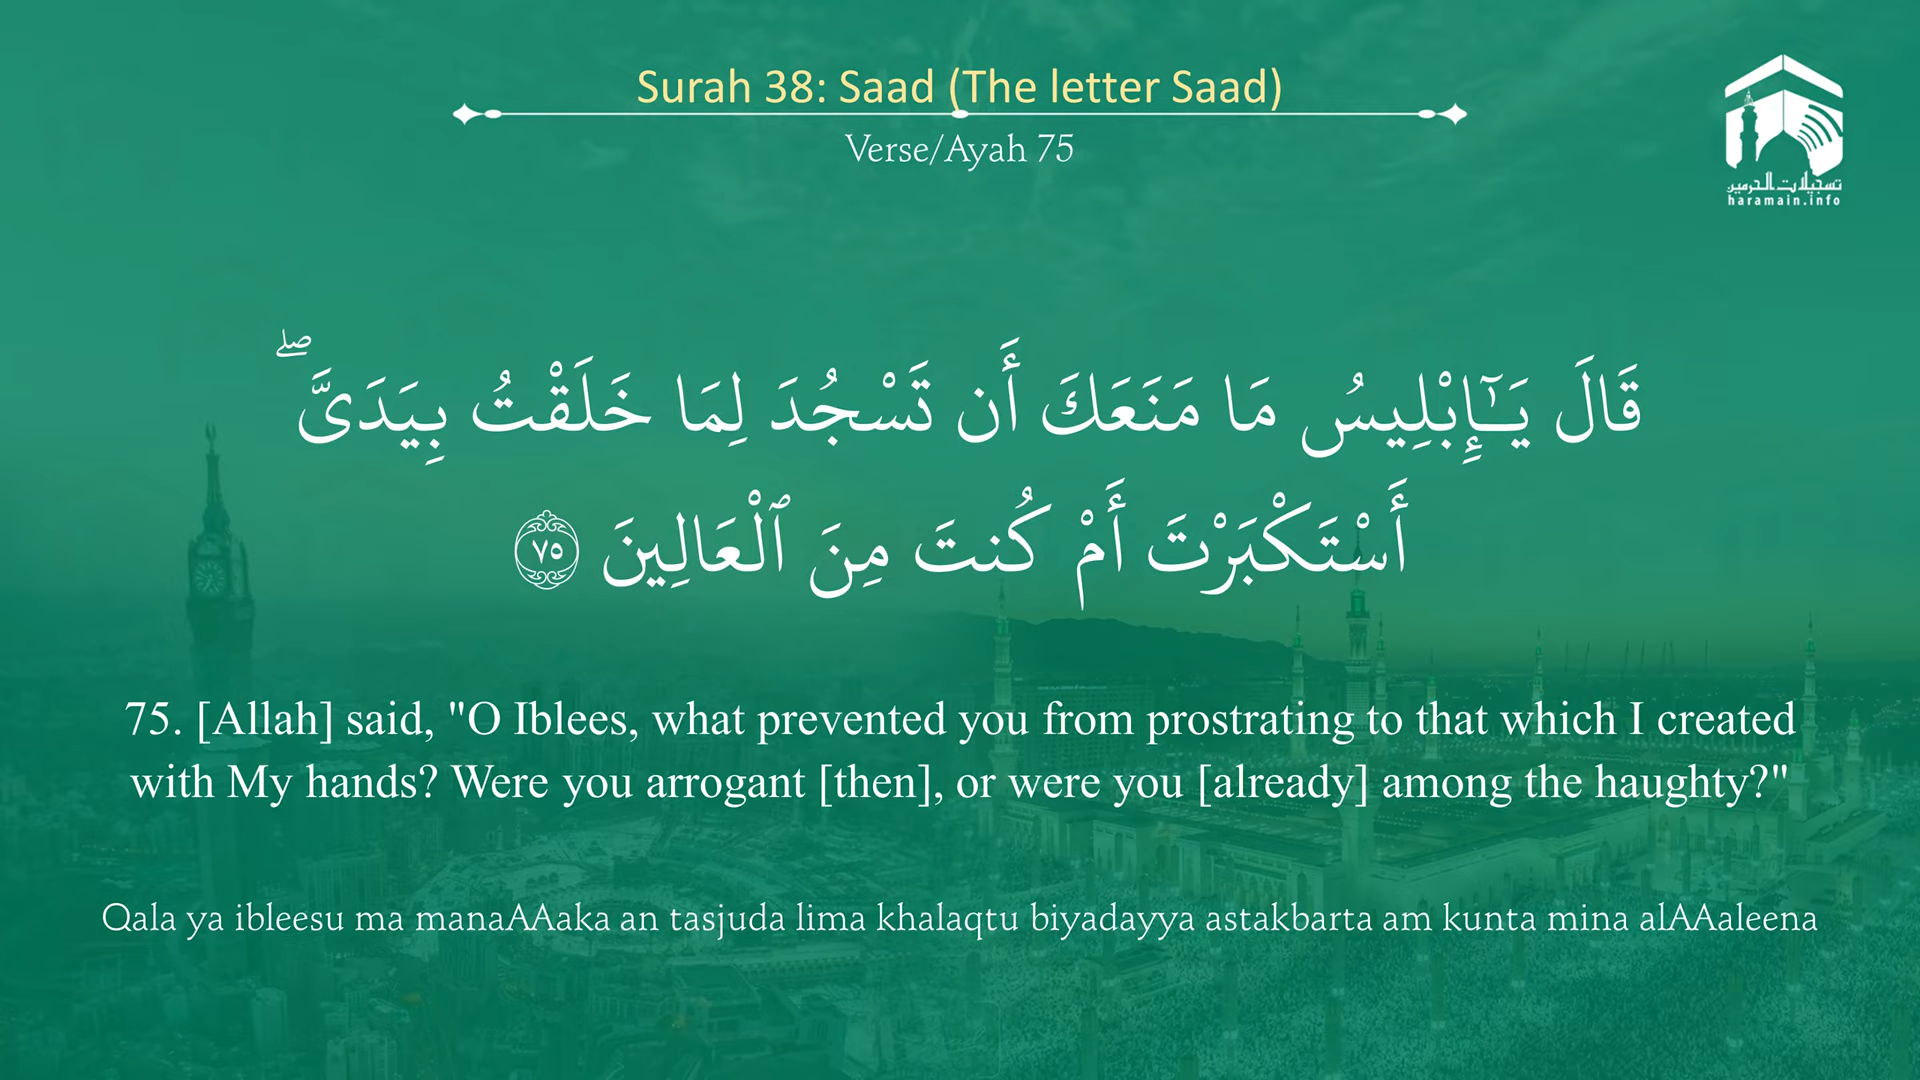 Surah 38: Saad (The letter Saad)
Verse/Ayah 75
تسجيلات الحرمين
haramain.info
قَالَ يَـٰٓإِبْلِيسُ مَا مَنَعَكَ أَن تَسْجُدَ لِمَا خَلَقْتُ بِيَدَىَّ ۖ
أَسْتَكْبَرْتَ أَمْ كُنتَ مِنَ ٱلْعَالِينَ ٧٥
75. [Allah] said, "O Iblees, what prevented you from prostrating to that which I created
with My hands? Were you arrogant [then], or were you [already] among the haughty?"
Qala ya ibleesu ma manaAAaka an tasjuda lima khalaqtu biyadayya astakbarta am kunta mina alAAaleena